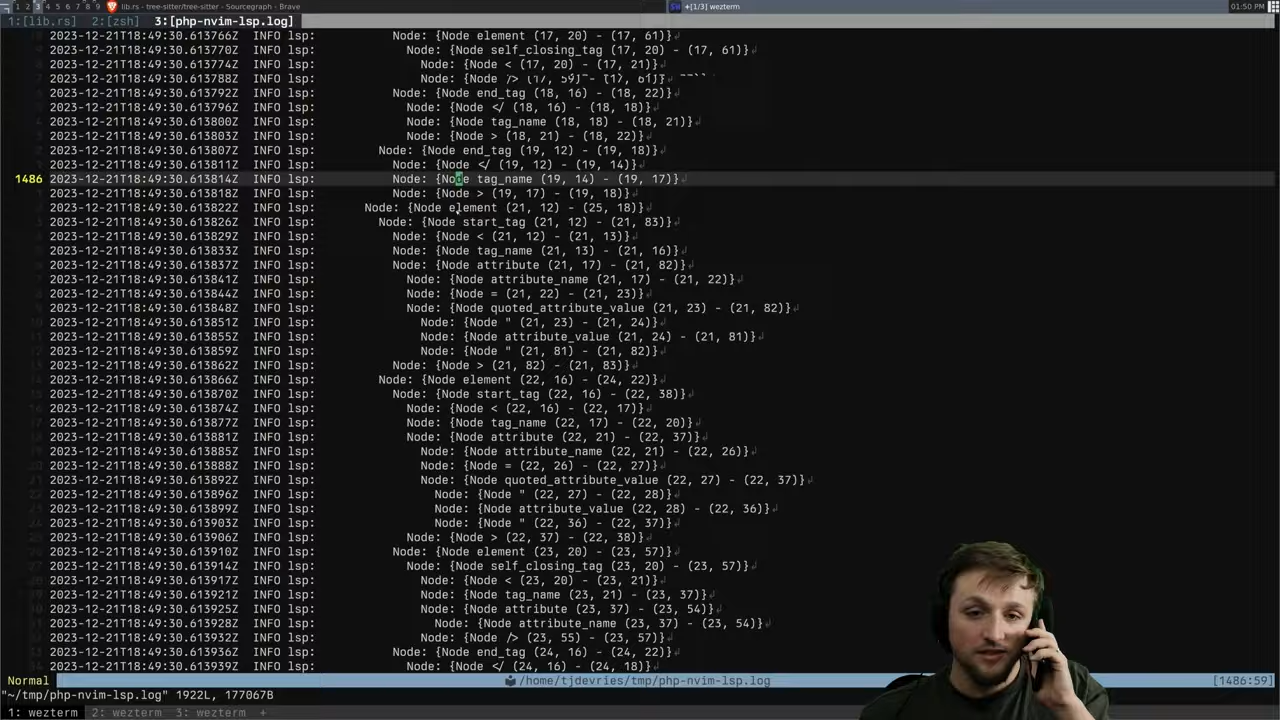 1 2 3 4 5 6 7 8 9 lib.rs - tree-sitter/tree-sitter - Sourcegraph - Brave +[1/3] wezterm 01:50 PM
1:[lib.rs] 2:[zsh] 3:[php-nvim-lsp.log]
2023-12-21T18:49:30.613766Z INFO lsp: Node: {Node element (17, 20) - (17, 61)}
2023-12-21T18:49:30.613770Z INFO lsp: Node: {Node self_closing_tag (17, 20) - (17, 61)}
2023-12-21T18:49:30.613774Z INFO lsp: Node: {Node < (17, 20) - (17, 21)}
2023-12-21T18:49:30.613788Z INFO lsp: Node: {Node /> (17, 59) - (17, 61)}
2023-12-21T18:49:30.613792Z INFO lsp: Node: {Node end_tag (18, 16) - (18, 22)}
2023-12-21T18:49:30.613796Z INFO lsp: Node: {Node </ (18, 16) - (18, 18)}
2023-12-21T18:49:30.613800Z INFO lsp: Node: {Node tag_name (18, 18) - (18, 21)}
2023-12-21T18:49:30.613803Z INFO lsp: Node: {Node > (18, 21) - (18, 22)}
2023-12-21T18:49:30.613807Z INFO lsp: Node: {Node end_tag (19, 12) - (19, 18)}
2023-12-21T18:49:30.613811Z INFO lsp: Node: {Node </ (19, 12) - (19, 14)}
1486 2023-12-21T18:49:30.613814Z INFO lsp: Node: {Node tag_name (19, 14) - (19, 17)}
2023-12-21T18:49:30.613818Z INFO lsp: Node: {Node > (19, 17) - (19, 18)}
2023-12-21T18:49:30.613822Z INFO lsp: Node: {Node element (21, 12) - (25, 18)}
2023-12-21T18:49:30.613826Z INFO lsp: Node: {Node start_tag (21, 12) - (21, 83)}
2023-12-21T18:49:30.613829Z INFO lsp: Node: {Node < (21, 12) - (21, 13)}
2023-12-21T18:49:30.613833Z INFO lsp: Node: {Node tag_name (21, 13) - (21, 16)}
2023-12-21T18:49:30.613837Z INFO lsp: Node: {Node attribute (21, 17) - (21, 82)}
2023-12-21T18:49:30.613841Z INFO lsp: Node: {Node attribute_name (21, 17) - (21, 22)}
2023-12-21T18:49:30.613844Z INFO lsp: Node: {Node = (21, 22) - (21, 23)}
2023-12-21T18:49:30.613848Z INFO lsp: Node: {Node quoted_attribute_value (21, 23) - (21, 82)}
2023-12-21T18:49:30.613851Z INFO lsp: Node: {Node " (21, 23) - (21, 24)}
2023-12-21T18:49:30.613855Z INFO lsp: Node: {Node attribute_value (21, 24) - (21, 81)}
2023-12-21T18:49:30.613859Z INFO lsp: Node: {Node " (21, 81) - (21, 82)}
2023-12-21T18:49:30.613862Z INFO lsp: Node: {Node > (21, 82) - (21, 83)}
2023-12-21T18:49:30.613866Z INFO lsp: Node: {Node element (22, 16) - (24, 22)}
2023-12-21T18:49:30.613870Z INFO lsp: Node: {Node start_tag (22, 16) - (22, 38)}
2023-12-21T18:49:30.613874Z INFO lsp: Node: {Node < (22, 16) - (22, 17)}
2023-12-21T18:49:30.613877Z INFO lsp: Node: {Node tag_name (22, 17) - (22, 20)}
2023-12-21T18:49:30.613881Z INFO lsp: Node: {Node attribute (22, 21) - (22, 37)}
2023-12-21T18:49:30.613885Z INFO lsp: Node: {Node attribute_name (22, 21) - (22, 26)}
2023-12-21T18:49:30.613888Z INFO lsp: Node: {Node = (22, 26) - (22, 27)}
2023-12-21T18:49:30.613892Z INFO lsp: Node: {Node quoted_attribute_value (22, 27) - (22, 37)}
2023-12-21T18:49:30.613896Z INFO lsp: Node: {Node " (22, 27) - (22, 28)}
2023-12-21T18:49:30.613899Z INFO lsp: Node: {Node attribute_value (22, 28) - (22, 36)}
2023-12-21T18:49:30.613903Z INFO lsp: Node: {Node " (22, 36) - (22, 37)}
2023-12-21T18:49:30.613906Z INFO lsp: Node: {Node > (22, 37) - (22, 38)}
2023-12-21T18:49:30.613910Z INFO lsp: Node: {Node element (23, 20) - (23, 57)}
2023-12-21T18:49:30.613914Z INFO lsp: Node: {Node self_closing_tag (23, 20) - (23, 57)}
2023-12-21T18:49:30.613917Z INFO lsp: Node: {Node < (23, 20) - (23, 21)}
2023-12-21T18:49:30.613921Z INFO lsp: Node: {Node tag_name (23, 21) - (23, 37)}
2023-12-21T18:49:30.613925Z INFO lsp: Node: {Node attribute (23, 37) - (23, 54)}
2023-12-21T18:49:30.613928Z INFO lsp: Node: {Node attribute_name (23, 37) - (23, 54)}
2023-12-21T18:49:30.613932Z INFO lsp: Node: {Node /> (23, 55) - (23, 57)}
2023-12-21T18:49:30.613936Z INFO lsp: Node: {Node end_tag (24, 16) - (24, 22)}
2023-12-21T18:49:30.613939Z INFO lsp: Node: {Node </ (24, 16) - (24, 18)}
Normal /home/tjdevries/tmp/php-nvim-lsp.log [1486:59]
"~/tmp/php-nvim-lsp.log" 1922L, 177067B
1: wezterm 2: wezterm 3: wezterm +